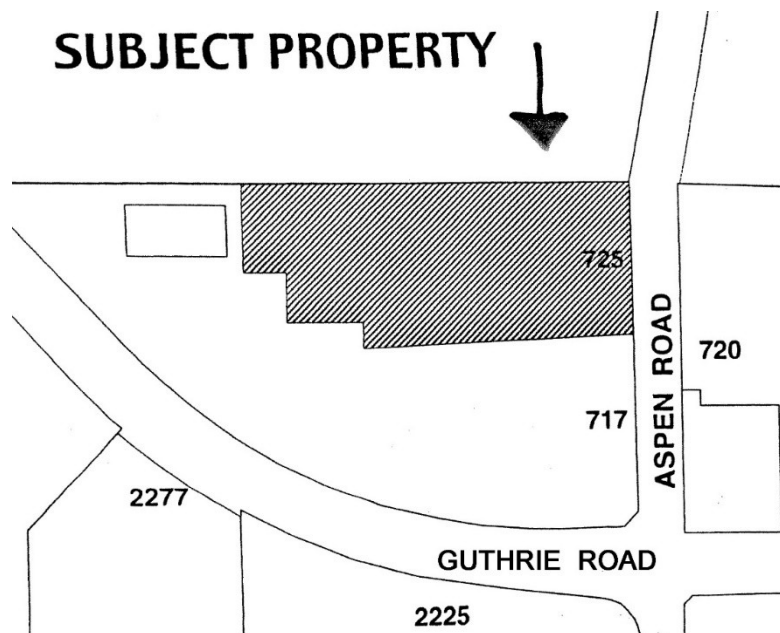 SUBJECT PROPERTY
725
720
ASPEN ROAD
717
2277
GUTHRIE ROAD
2225